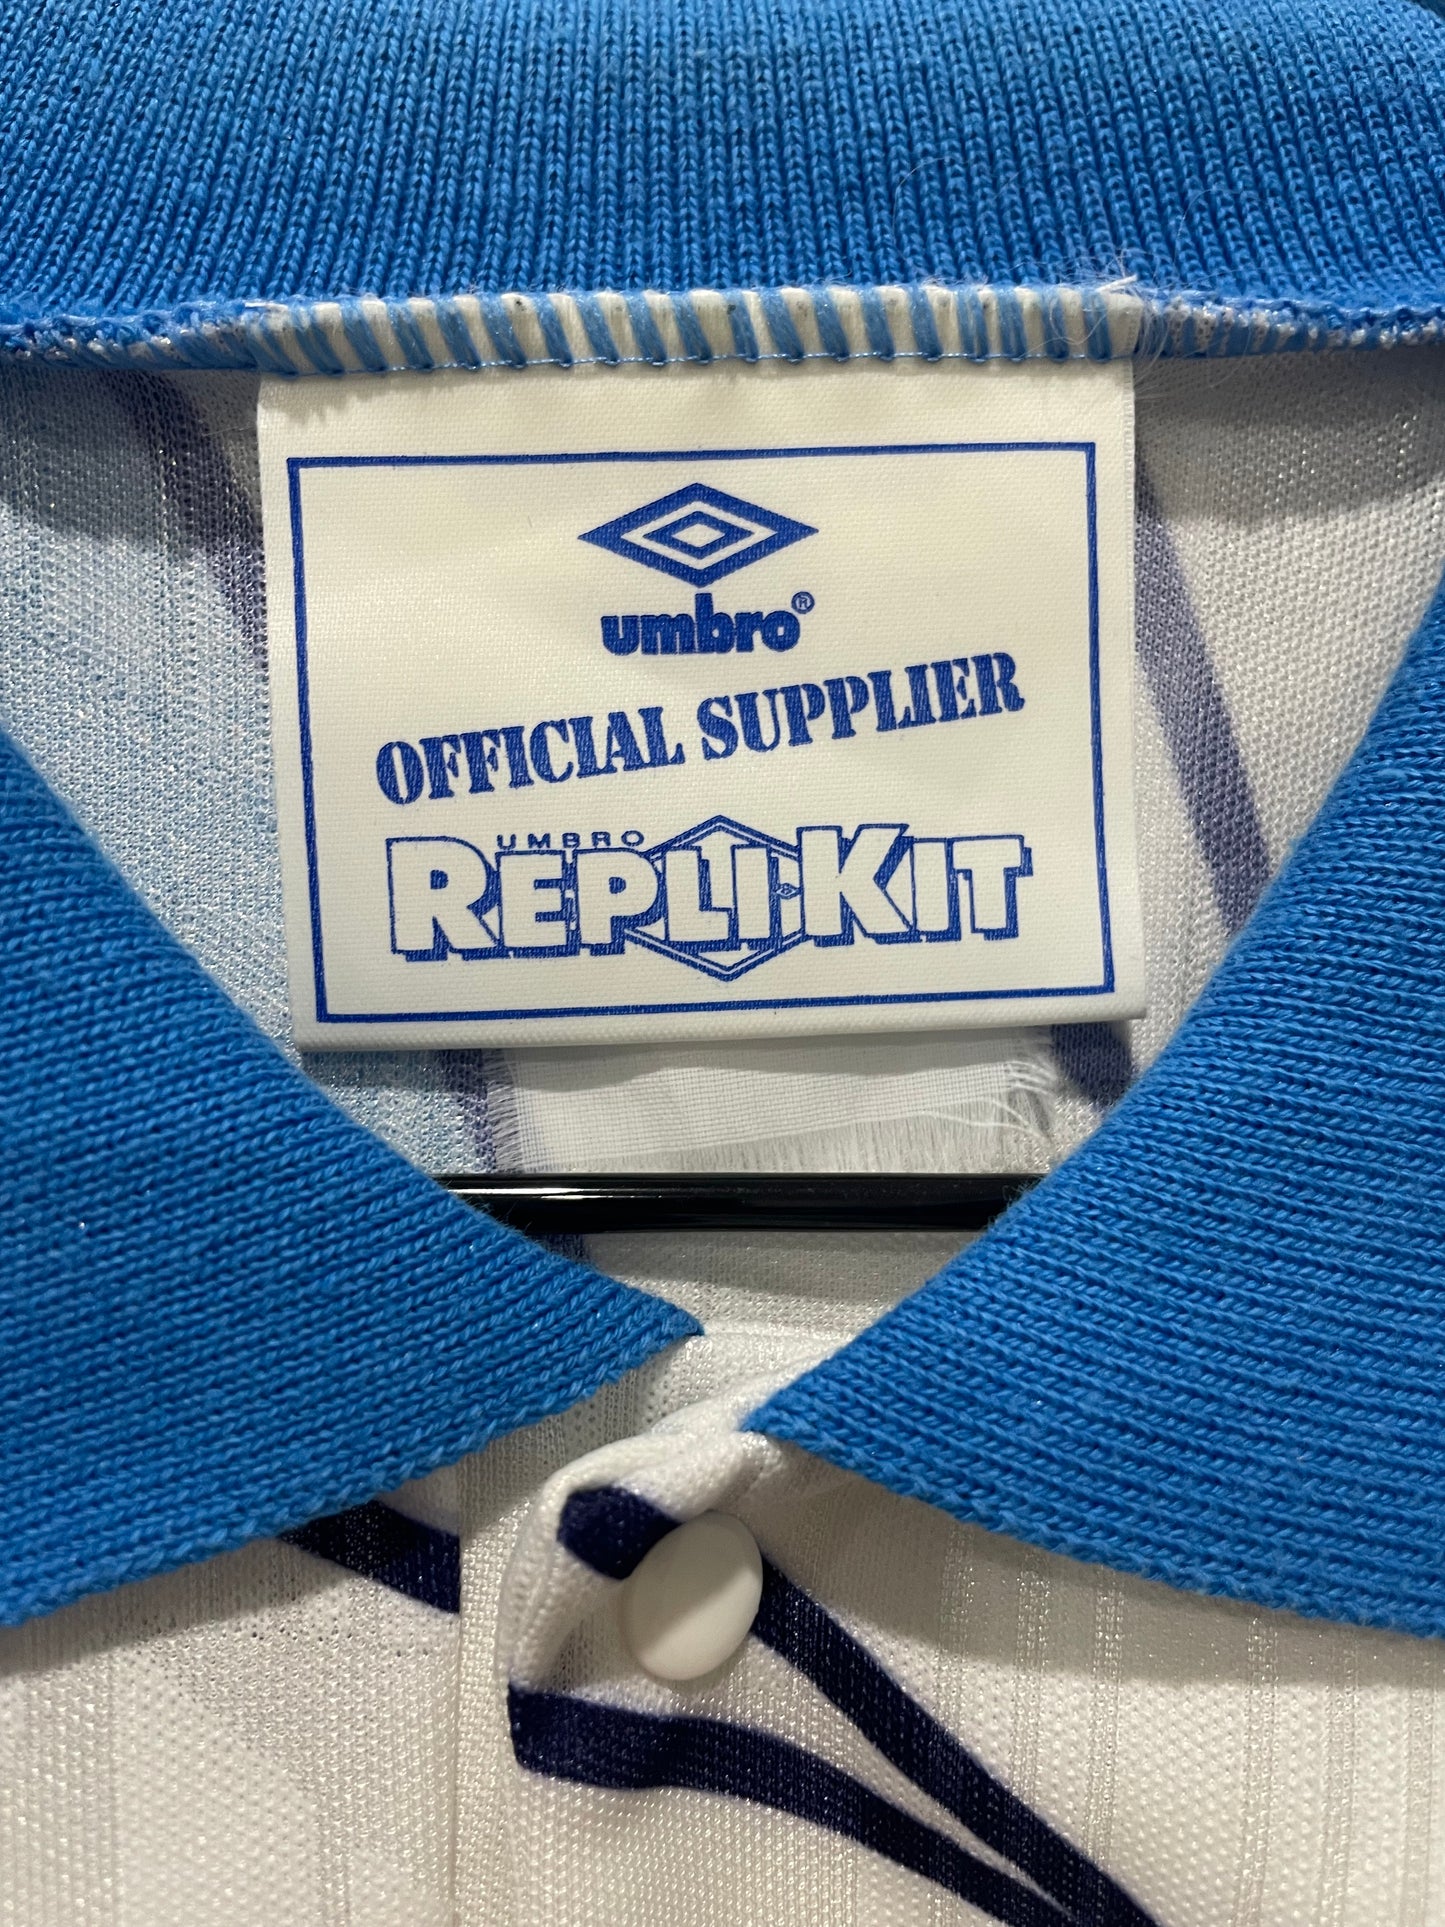 umbro®
OFFICIAL SUPPLIER
UMBRO
REPLI-KIT